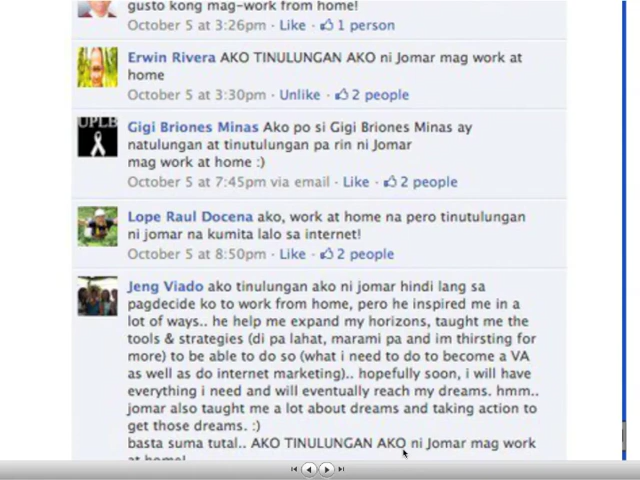 gusto kong mag-work from home!
October 5 at 3:26pm · Like · 1 person
Erwin Rivera AKO TINULUNGAN AKO ni Jomar mag work at
home
October 5 at 3:30pm · Unlike · 2 people
UPLB
Gigi Briones Minas Ako po si Gigi Briones Minas ay
natulungan at tinutulungan pa rin ni Jomar
mag work at home :)
October 5 at 7:45pm via email · Like · 2 people
Lope Raul Docena ako, work at home na pero tinutulungan
ni jomar na kumita lalo sa internet!
October 5 at 8:50pm · Like · 2 people
Jeng Viado ako tinulungan ako ni jomar hindi lang sa
pagdecide ko to work from home, pero he inspired me in a
lot of ways.. he help me expand my horizons, taught me the
tools & strategies (di pa lahat, marami pa and im thirsting for
more) to be able to do so (what i need to do to become a VA
as well as do internet marketing).. hopefully soon, i will have
everything i need and will eventually reach my dreams. hmm..
jomar also taught me a lot about dreams and taking action to
get those dreams. :)
basta suma tutal.. AKO TINULUNGAN AKO ni Jomar mag work
at home!